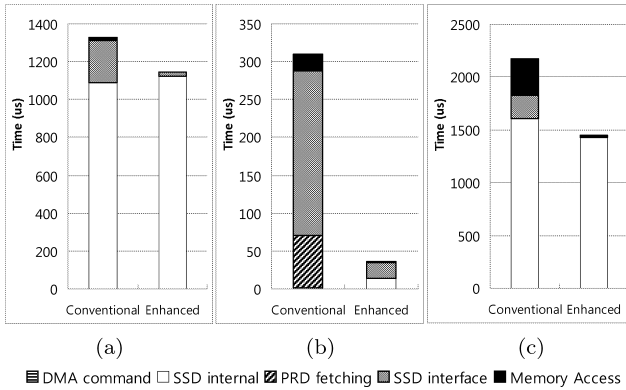 1400
1200
1000
800
600
400
200
0
Time (us)
Conventional Enhanced
(a)
350
300
250
200
150
100
50
0
Time (us)
Conventional Enhanced
(b)
2500
2000
1500
1000
500
0
Time (us)
Conventional Enhanced
(c)
DMA command SSD internal PRD fetching SSD interface Memory Access